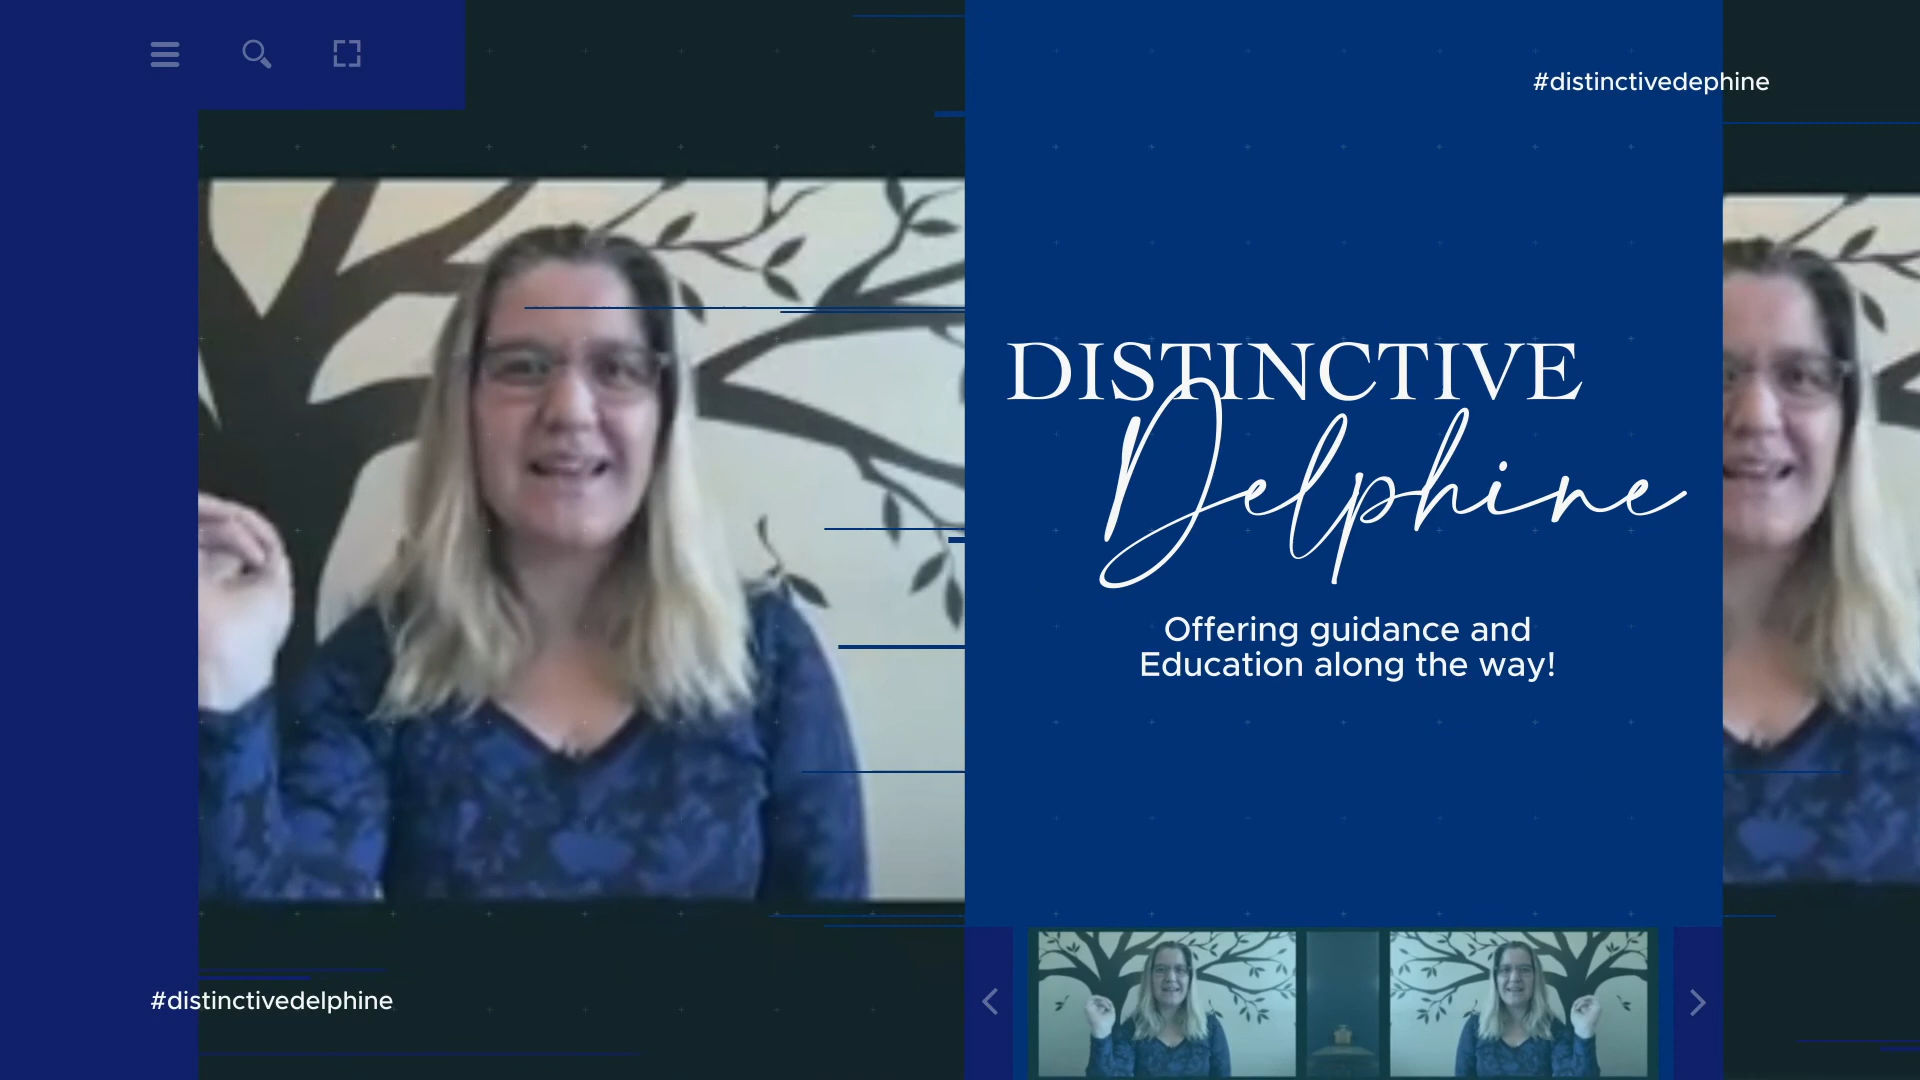 #distinctivedephine
DISTINCTIVE
Delphine
Offering guidance and
Education along the way!
#distinctivedelphine